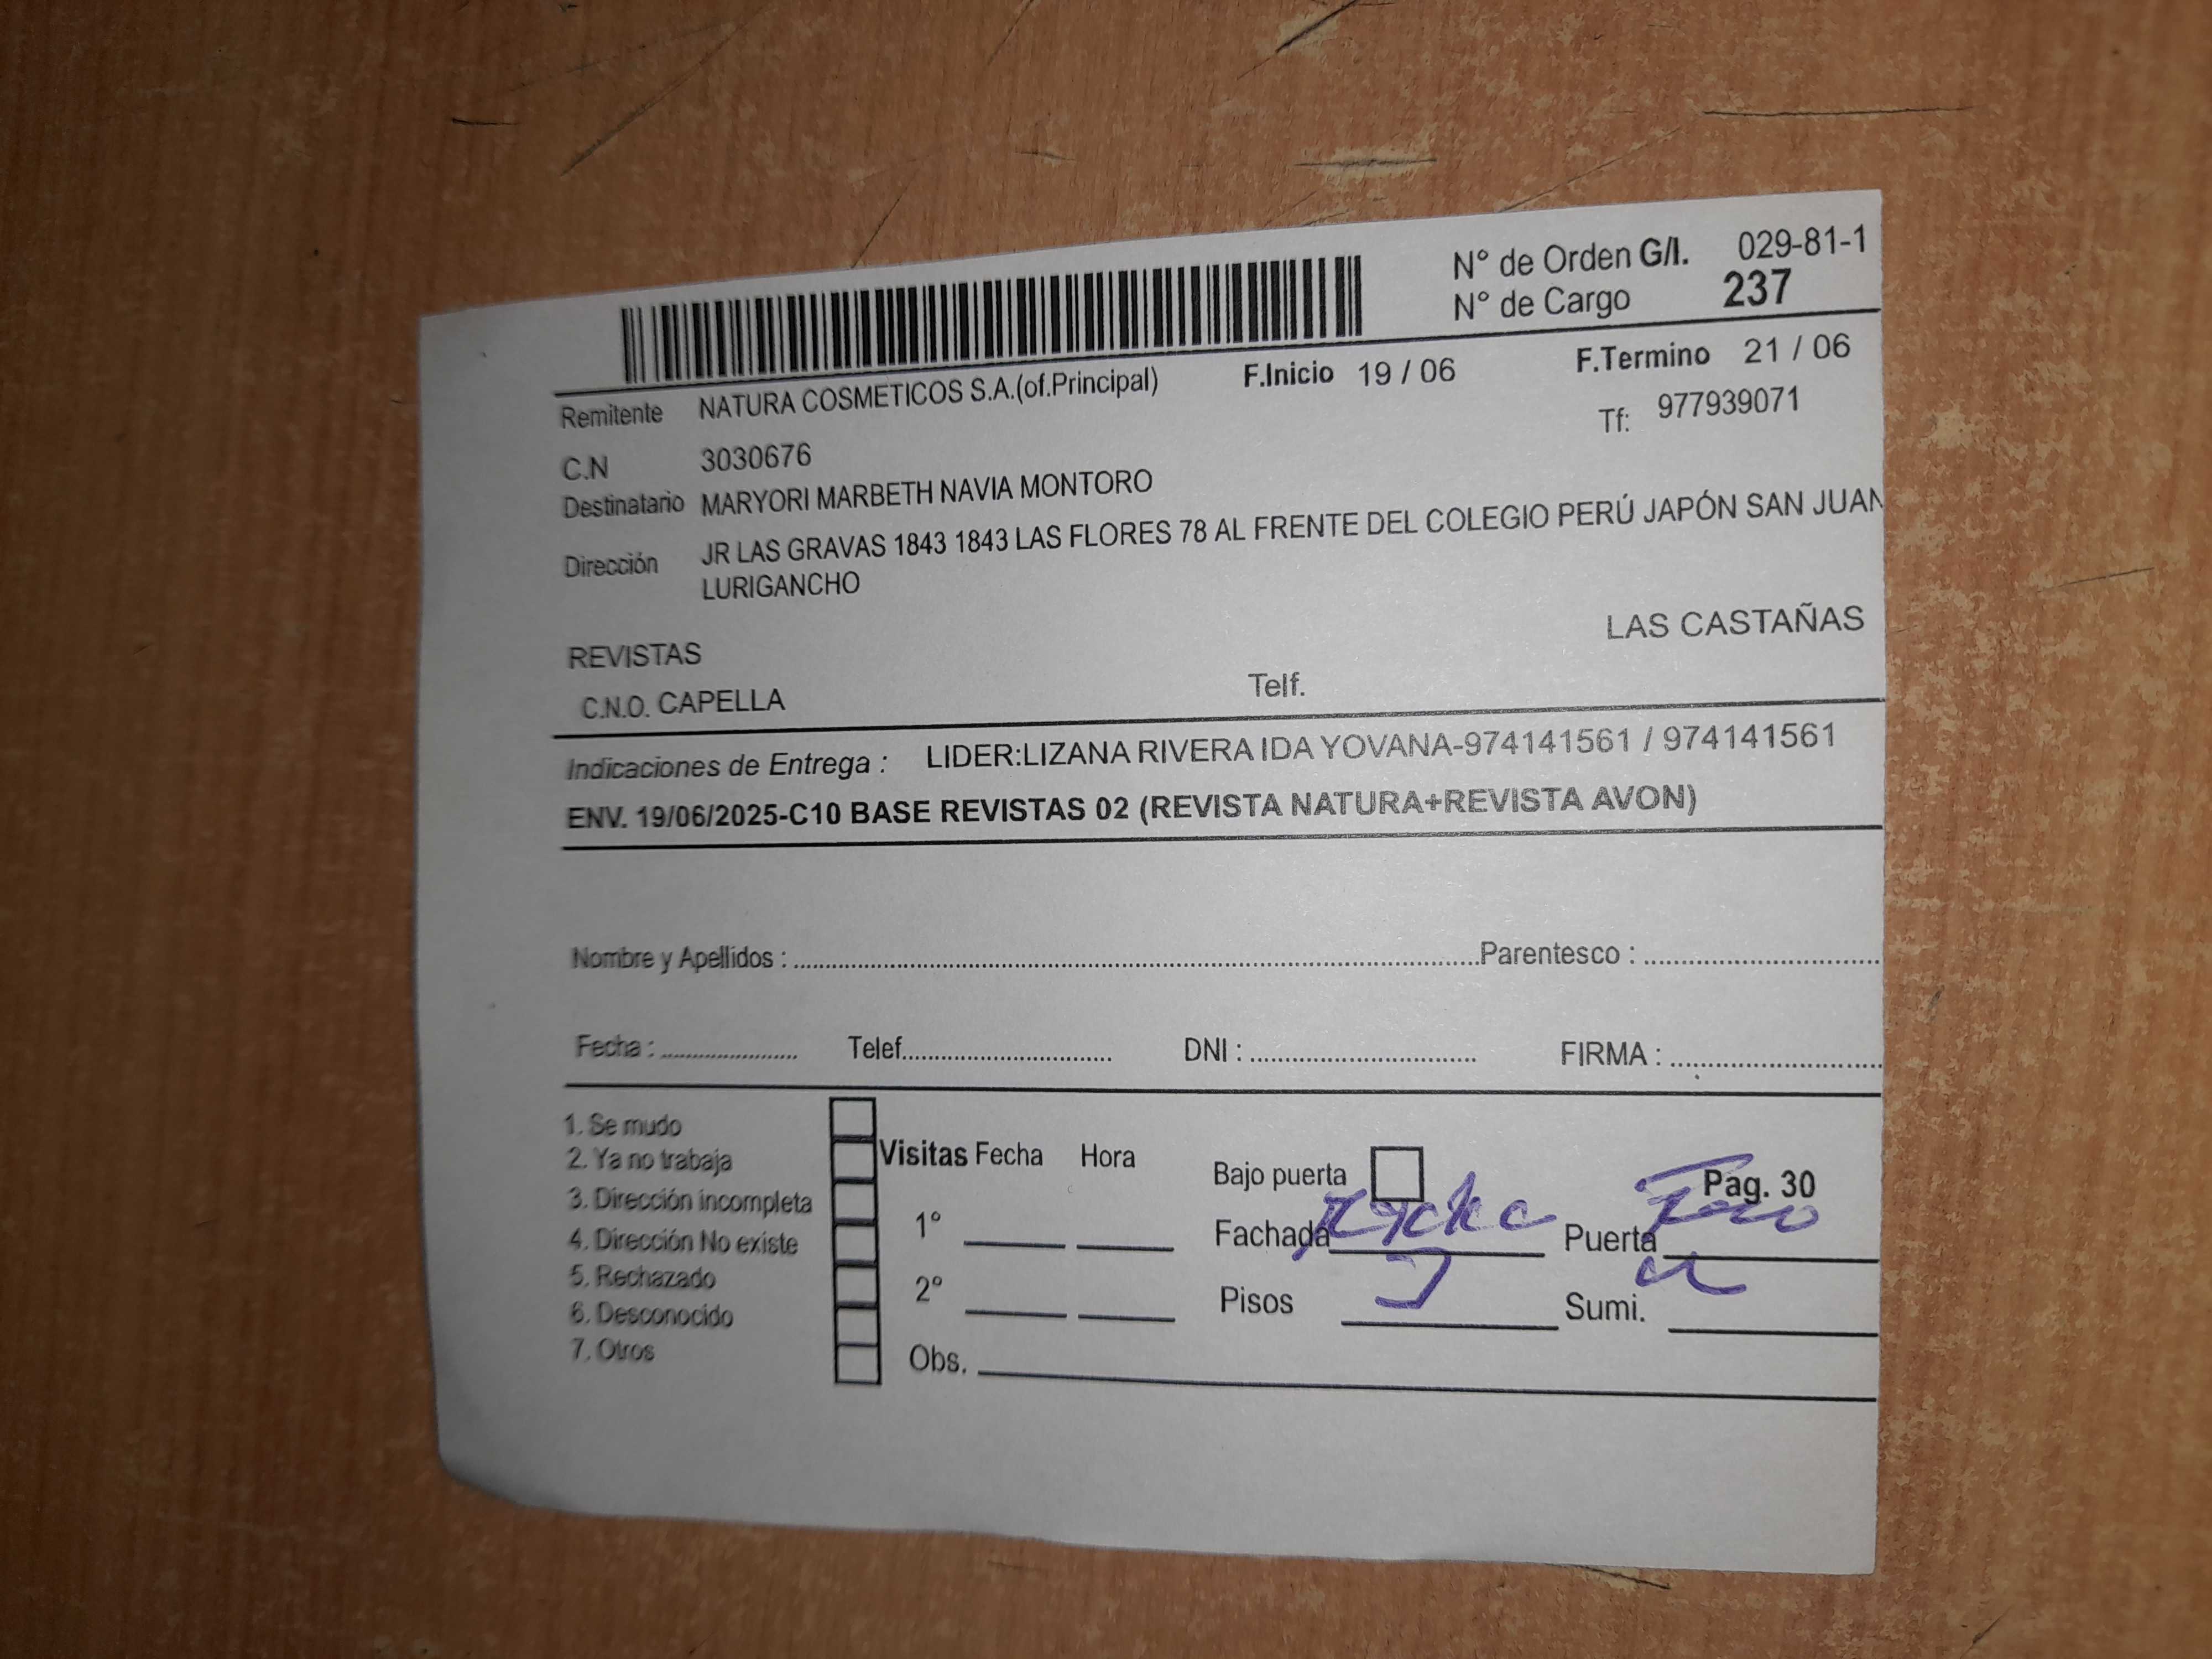 N° de Orden G/I. 029-81-1
N° de Cargo 237
F.Inicio 19 / 06 F.Termino 21 / 06
Remitente NATURA COSMETICOS S.A.(of.Principal)
Tf: 977939071
C.N 3030676
Destinatario MARYORI MARBETH NAVIA MONTORO
Dirección JR LAS GRAVAS 1843 1843 LAS FLORES 78 AL FRENTE DEL COLEGIO PERÚ JAPÓN SAN JUAN
LURIGANCHO
LAS CASTAÑAS
REVISTAS
C.N.O. CAPELLA Telf.
Indicaciones de Entrega : LIDER:LIZANA RIVERA IDA YOVANA-974141561 / 974141561
ENV. 19/06/2025-C10 BASE REVISTAS 02 (REVISTA NATURA+REVISTA AVON)
Nombre y Apellidos : Parentesco :
Fecha : Telef. DNI : FIRMA :
1. Se mudo
2. Ya no trabaja
3. Dirección incompleta
4. Dirección No existe
5. Rechazado
6. Desconocido
7. Otros
Visitas Fecha Hora
1°
2°
Obs.
Bajo puerta Pag. 30
Fachada Puerta
Pisos Sumi.